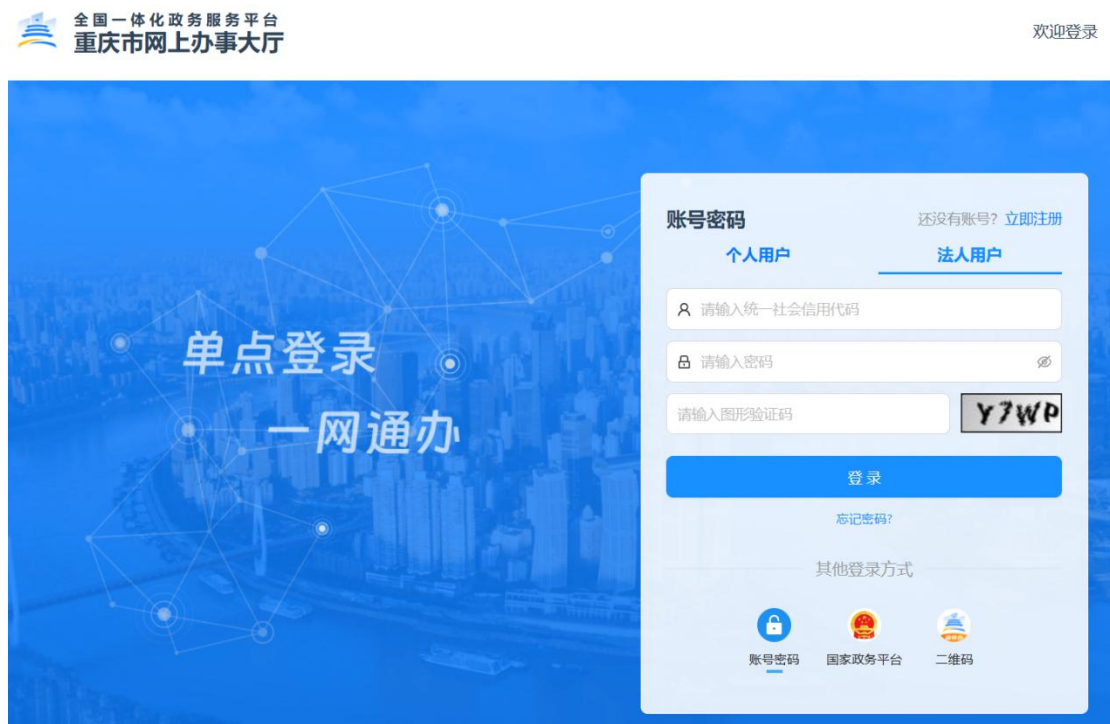 全国一体化政务服务平台
重庆市网上办事大厅
欢迎登录
单点登录
一网通办
账号密码
还没有账号? 立即注册
个人用户 法人用户
请输入统一社会信用代码
请输入密码
请输入图形验证码
Y7WP
登录
忘记密码?
其他登录方式
账号密码 国家政务平台 二维码